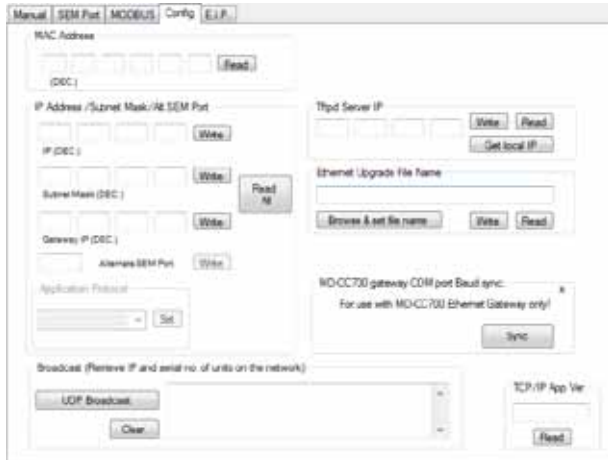 Manual SEM Port MODBUS Config E.I.P.
MAC Address
Read
(DEC.)
IP Address /Subnet Mask/Alt SEM Port
Write
IP (DEC.)
Write
Subnet Mask (DEC.)
Read All
Write
Gateway IP (DEC.)
Alternate SEM Port Write
Application Protocol
Set
Tftpd Server IP
Write Read
Get local IP
Ethernet Upgrade File Name
Browse & set file name Write Read
MO-CC700 gateway COM port Baud sync.
For use with MO-CC700 Ethernet Gateway only!
Sync
Broadcast (Retrieve IP and serial no. of units on the network)
UDP Broadcast
Clear
TCP/IP App Ver
Read